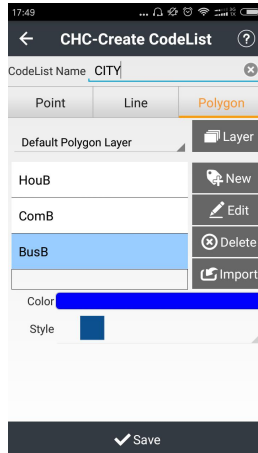 17:49
CHC-Create CodeList
CodeList Name CITY
Point Line Polygon
Default Polygon Layer
Layer
HouB
New
ComB
Edit
BusB
Delete
Import
Color
Style
Save